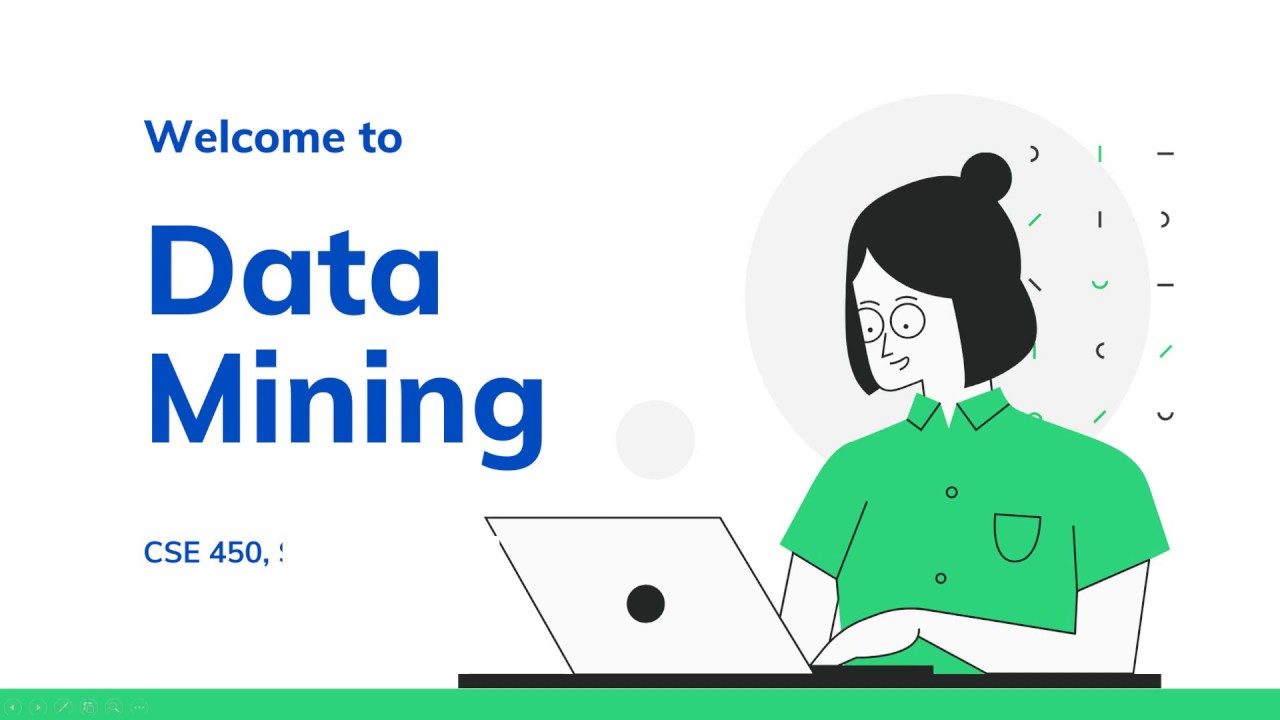 Welcome to
Data
Mining
CSE 450,